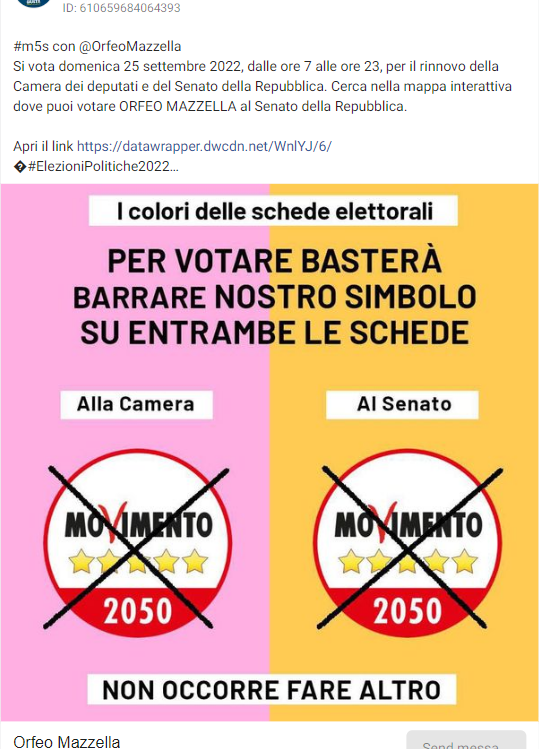 ID: 610659684064393
#m5s con @OrfeoMazzella
Si vota domenica 25 settembre 2022, dalle ore 7 alle ore 23, per il rinnovo della
Camera dei deputati e del Senato della Repubblica. Cerca nella mappa interattiva
dove puoi votare ORFEO MAZZELLA al Senato della Repubblica.
Apri il link https://datawrapper.dwcdn.net/WnlYJ/6/
�#ElezioniPolitiche2022...
I colori delle schede elettorali
PER VOTARE BASTERÀ
BARRARE NOSTRO SIMBOLO
SU ENTRAMBE LE SCHEDE
Alla Camera
Al Senato
MOVIMENTO
2050
MOVIMENTO
2050
NON OCCORRE FARE ALTRO
Orfeo Mazzella
Send messa